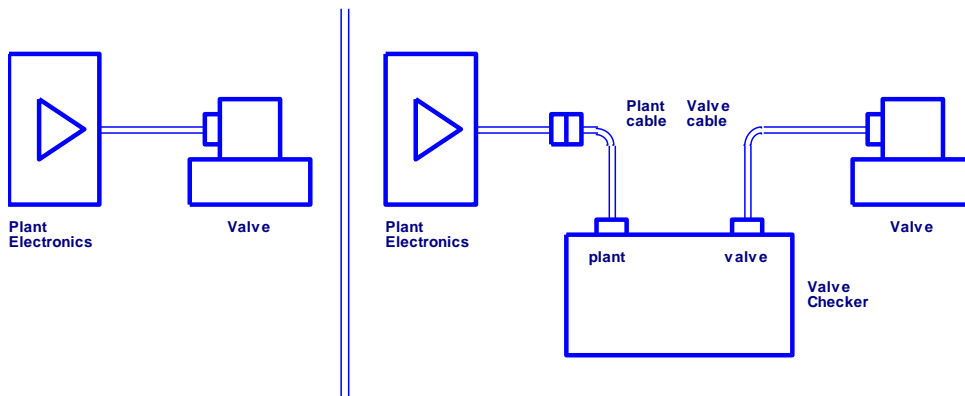 Plant
Electronics
Valve
Plant
cable
Valve
cable
Plant
Electronics
Valve
plant
valve
Valve
Checker